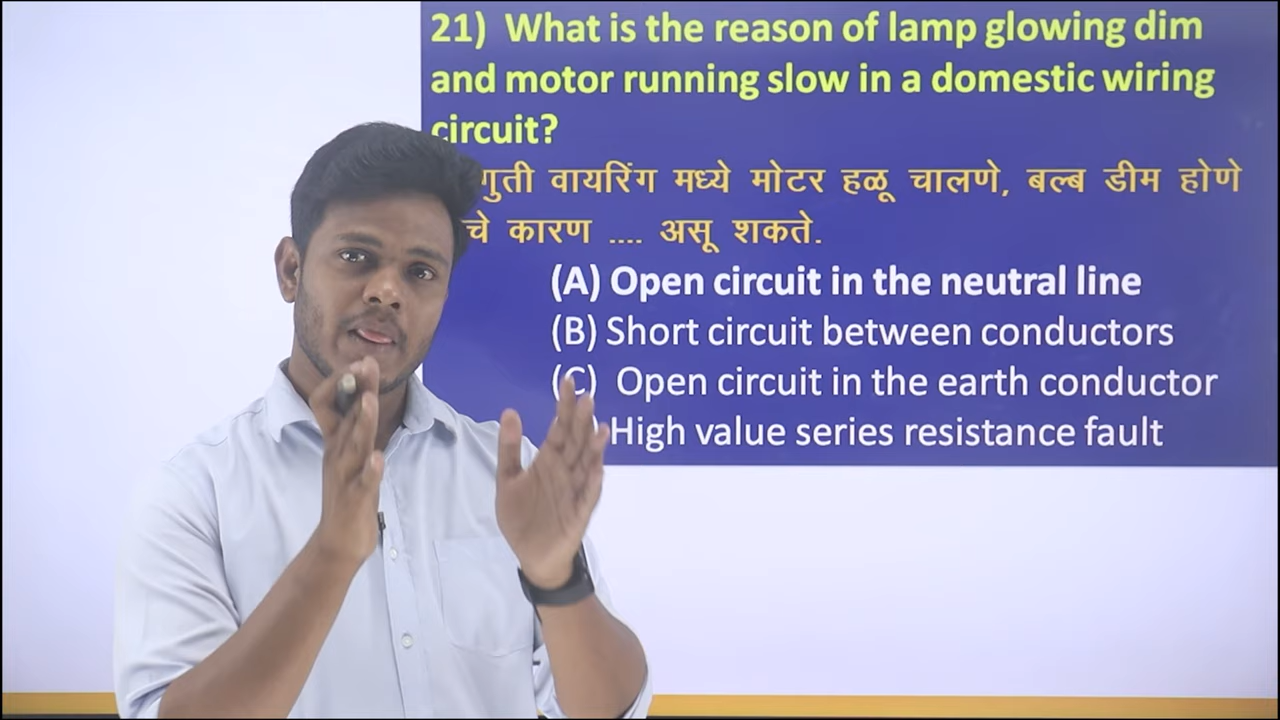 21) What is the reason of lamp glowing dim
and motor running slow in a domestic wiring
circuit?
वायरिंग मध्ये मोटर हळू चालणे, बल्ब डीम होणे
कारण .... असू शकते.
(A) Open circuit in the neutral line
(B) Short circuit between conductors
(C) Open circuit in the earth conductor
High value series resistance fault